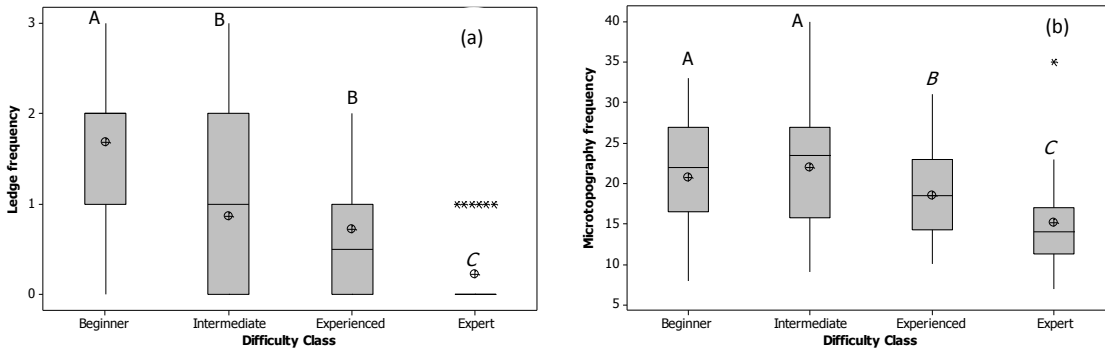 (a)
Ledge frequency
3
2
1
0
A
B
B
C
Beginner Intermediate Experienced Expert
Difficulty Class
(b)
Microtopography frequency
40
35
30
25
20
15
10
5
A
A
B
C
Beginner Intermediate Experienced Expert
Difficulty Class